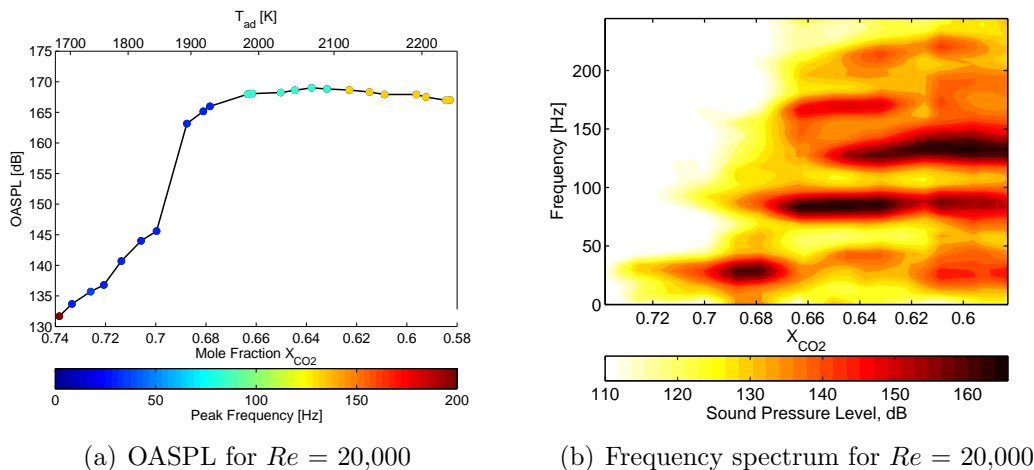 T_ad [K]
1700 1800 1900 2000 2100 2200
175
170
165
160
155
150
145
140
135
130
OASPL [dB]
0.74 0.72 0.7 0.68 0.66 0.64 0.62 0.6 0.58
Mole Fraction X_CO2
0 50 100 150 200
Peak Frequency [Hz]
(a) OASPL for Re = 20,000
200
150
100
50
0
Frequency [Hz]
0.72 0.7 0.68 0.66 0.64 0.62 0.6
X_CO2
110 120 130 140 150 160
Sound Pressure Level, dB
(b) Frequency spectrum for Re = 20,000